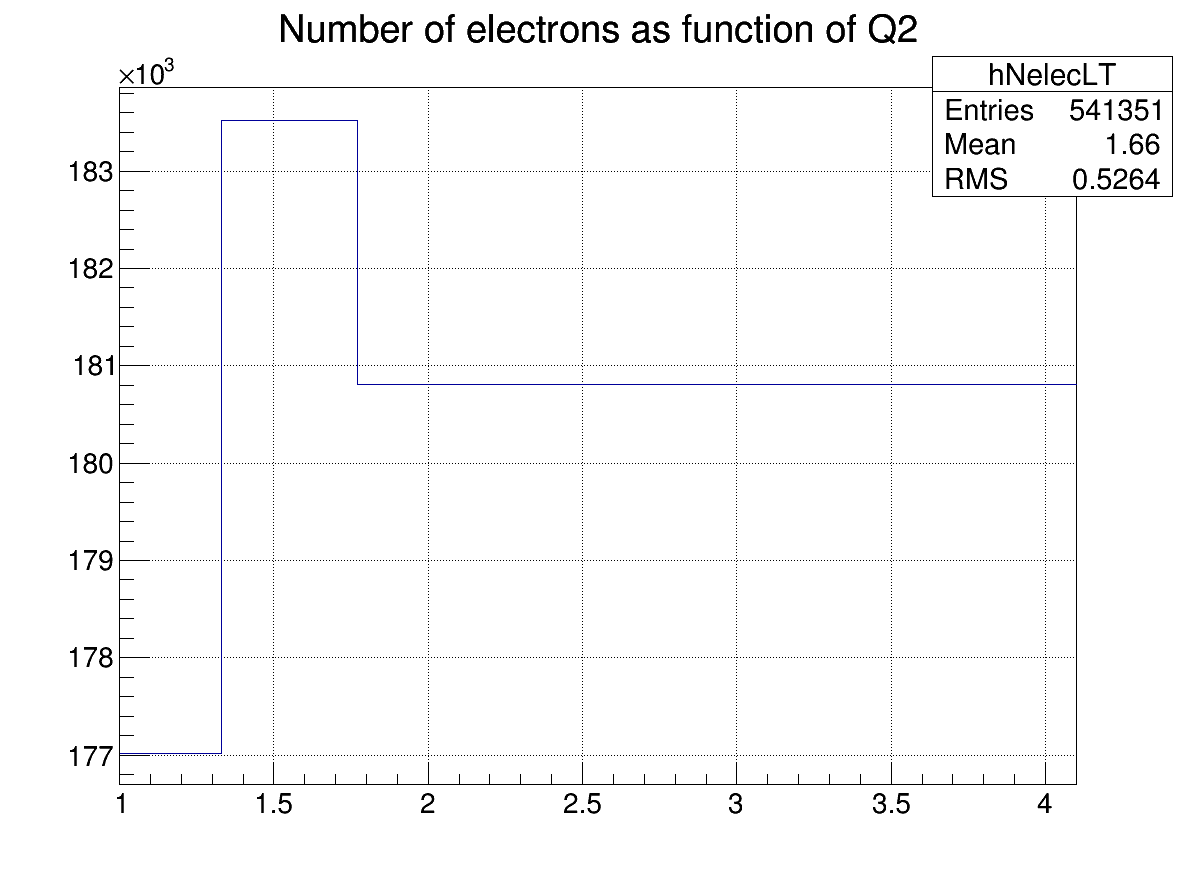 Number of electrons as function of Q2
×10³
hNelecLT
Entries 541351
Mean 1.66
RMS 0.5264
183
182
181
180
179
178
177
1 1.5 2 2.5 3 3.5 4